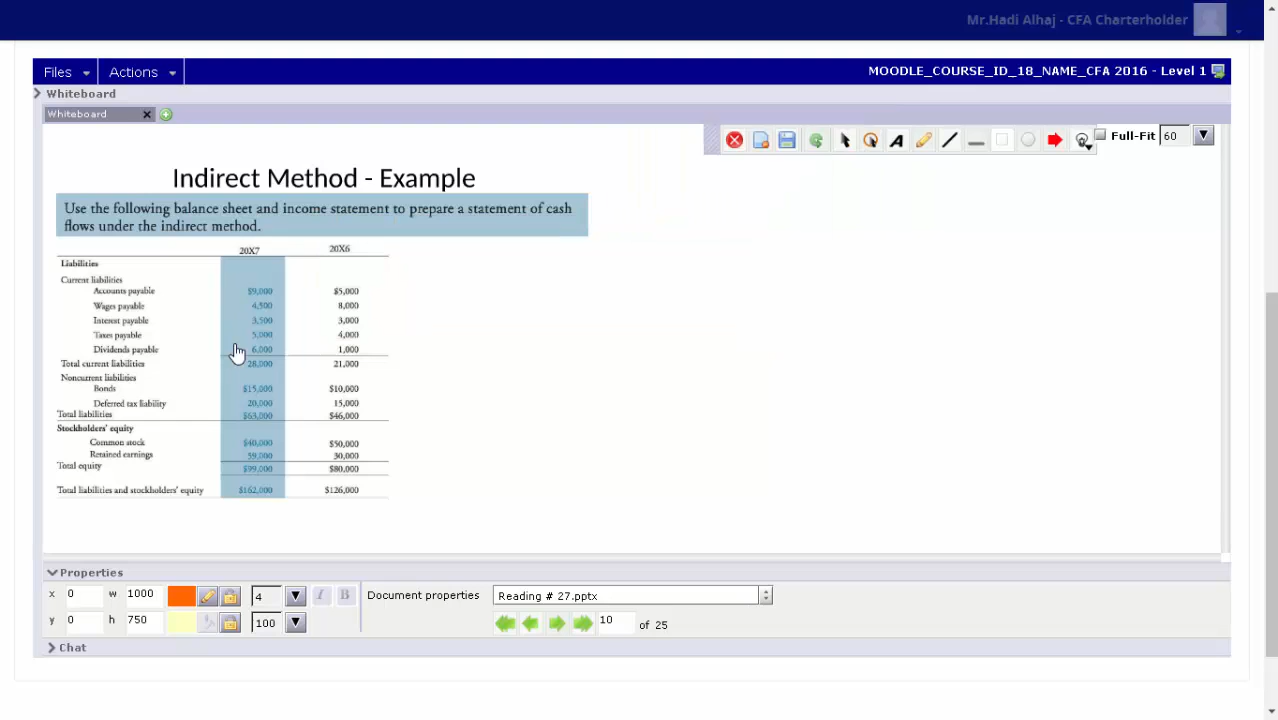 Mr.Hadi Alhaj - CFA Charterholder
Files Actions MOODLE_COURSE_ID_18_NAME_CFA 2016 - Level 1
Whiteboard
Whiteboard
Full-Fit 60
Indirect Method - Example
Use the following balance sheet and income statement to prepare a statement of cash
flows under the indirect method.
20X7 20X6
Liabilities
Current liabilities
Accounts payable $9,000 $5,000
Wages payable 4,500 8,000
Interest payable 3,500 3,000
Taxes payable 5,000 4,000
Dividends payable 6,000 1,000
Total current liabilities 28,000 21,000
Noncurrent liabilities
Bonds $15,000 $10,000
Deferred tax liability 20,000 15,000
Total liabilities $63,000 $46,000
Stockholders' equity
Common stock $40,000 $50,000
Retained earnings 59,000 30,000
Total equity $99,000 $80,000
Total liabilities and stockholders' equity $162,000 $126,000
Properties
x 0 w 1000 4 I B Document properties Reading # 27.pptx
y 0 h 750 100 10 of 25
Chat